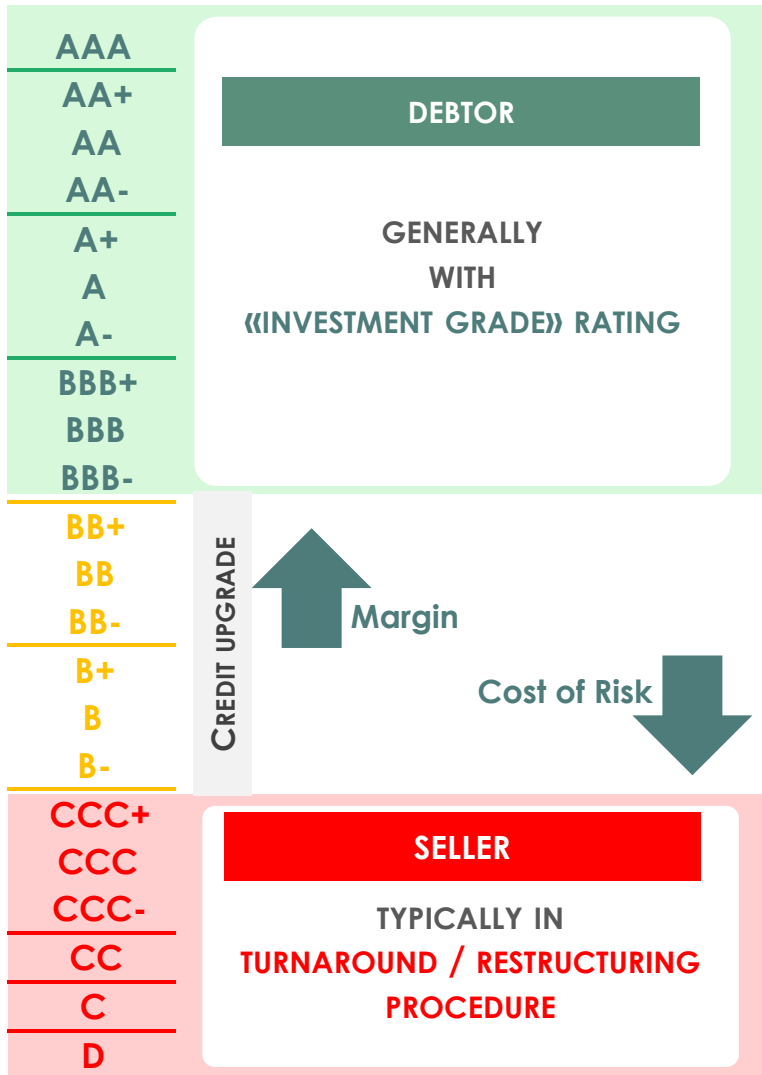 AAA
AA+
AA
AA-
A+
A
A-
BBB+
BBB
BBB-
BB+
BB
BB-
B+
B
B-
CCC+
CCC
CCC-
CC
C
D
DEBTOR
GENERALLY
WITH
«INVESTMENT GRADE» RATING
CREDIT UPGRADE
Margin
Cost of Risk
SELLER
TYPICALLY IN
TURNAROUND / RESTRUCTURING
PROCEDURE